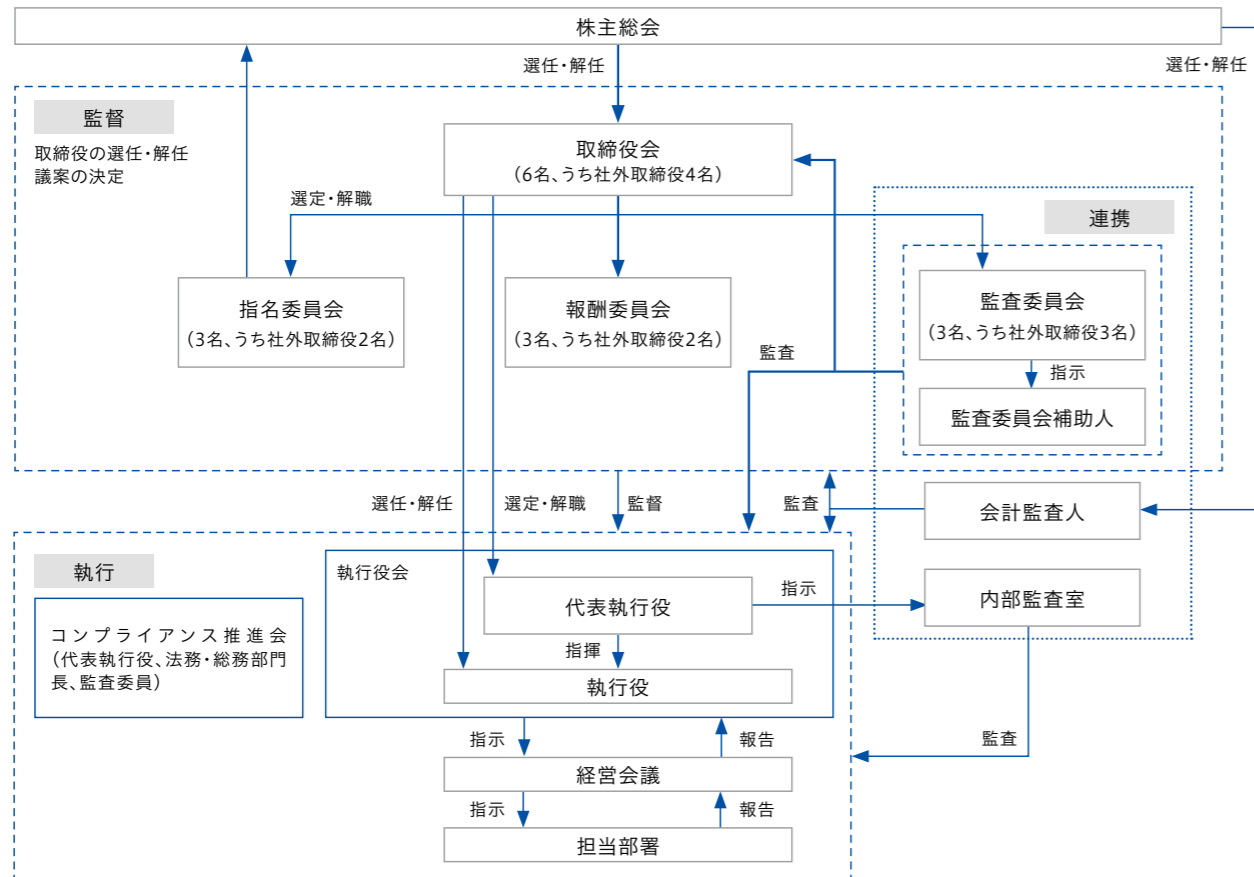 株主総会
選任・解任
選任・解任
監督
取締役の選任・解任
議案の決定
取締役会
（6名、うち社外取締役4名）
選定・解職
連携
指名委員会
（3名、うち社外取締役2名）
報酬委員会
（3名、うち社外取締役2名）
監査委員会
（3名、うち社外取締役3名）
監査
指示
監査委員会補助人
選任・解任
選定・解職
監督
監査
会計監査人
執行
執行役会
代表執行役
指示
内部監査室
コンプライアンス推進会
（代表執行役、法務・総務部門
長、監査委員）
指揮
執行役
指示
報告
監査
経営会議
指示
報告
担当部署